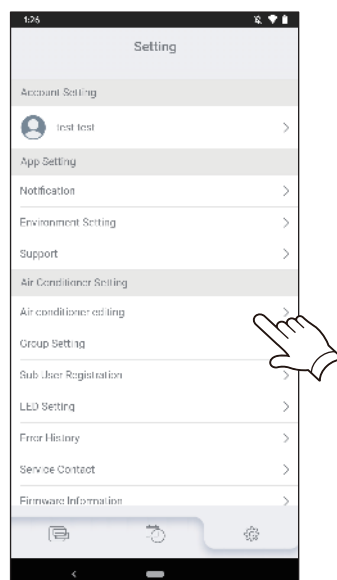 1:26
Setting
Account Setting
test test
App Setting
Notification
Environment Setting
Support
Air Conditioner Setting
Air conditioner editing
Group Setting
Sub User Registration
LED Setting
Error History
Service Contact
Firmware Information